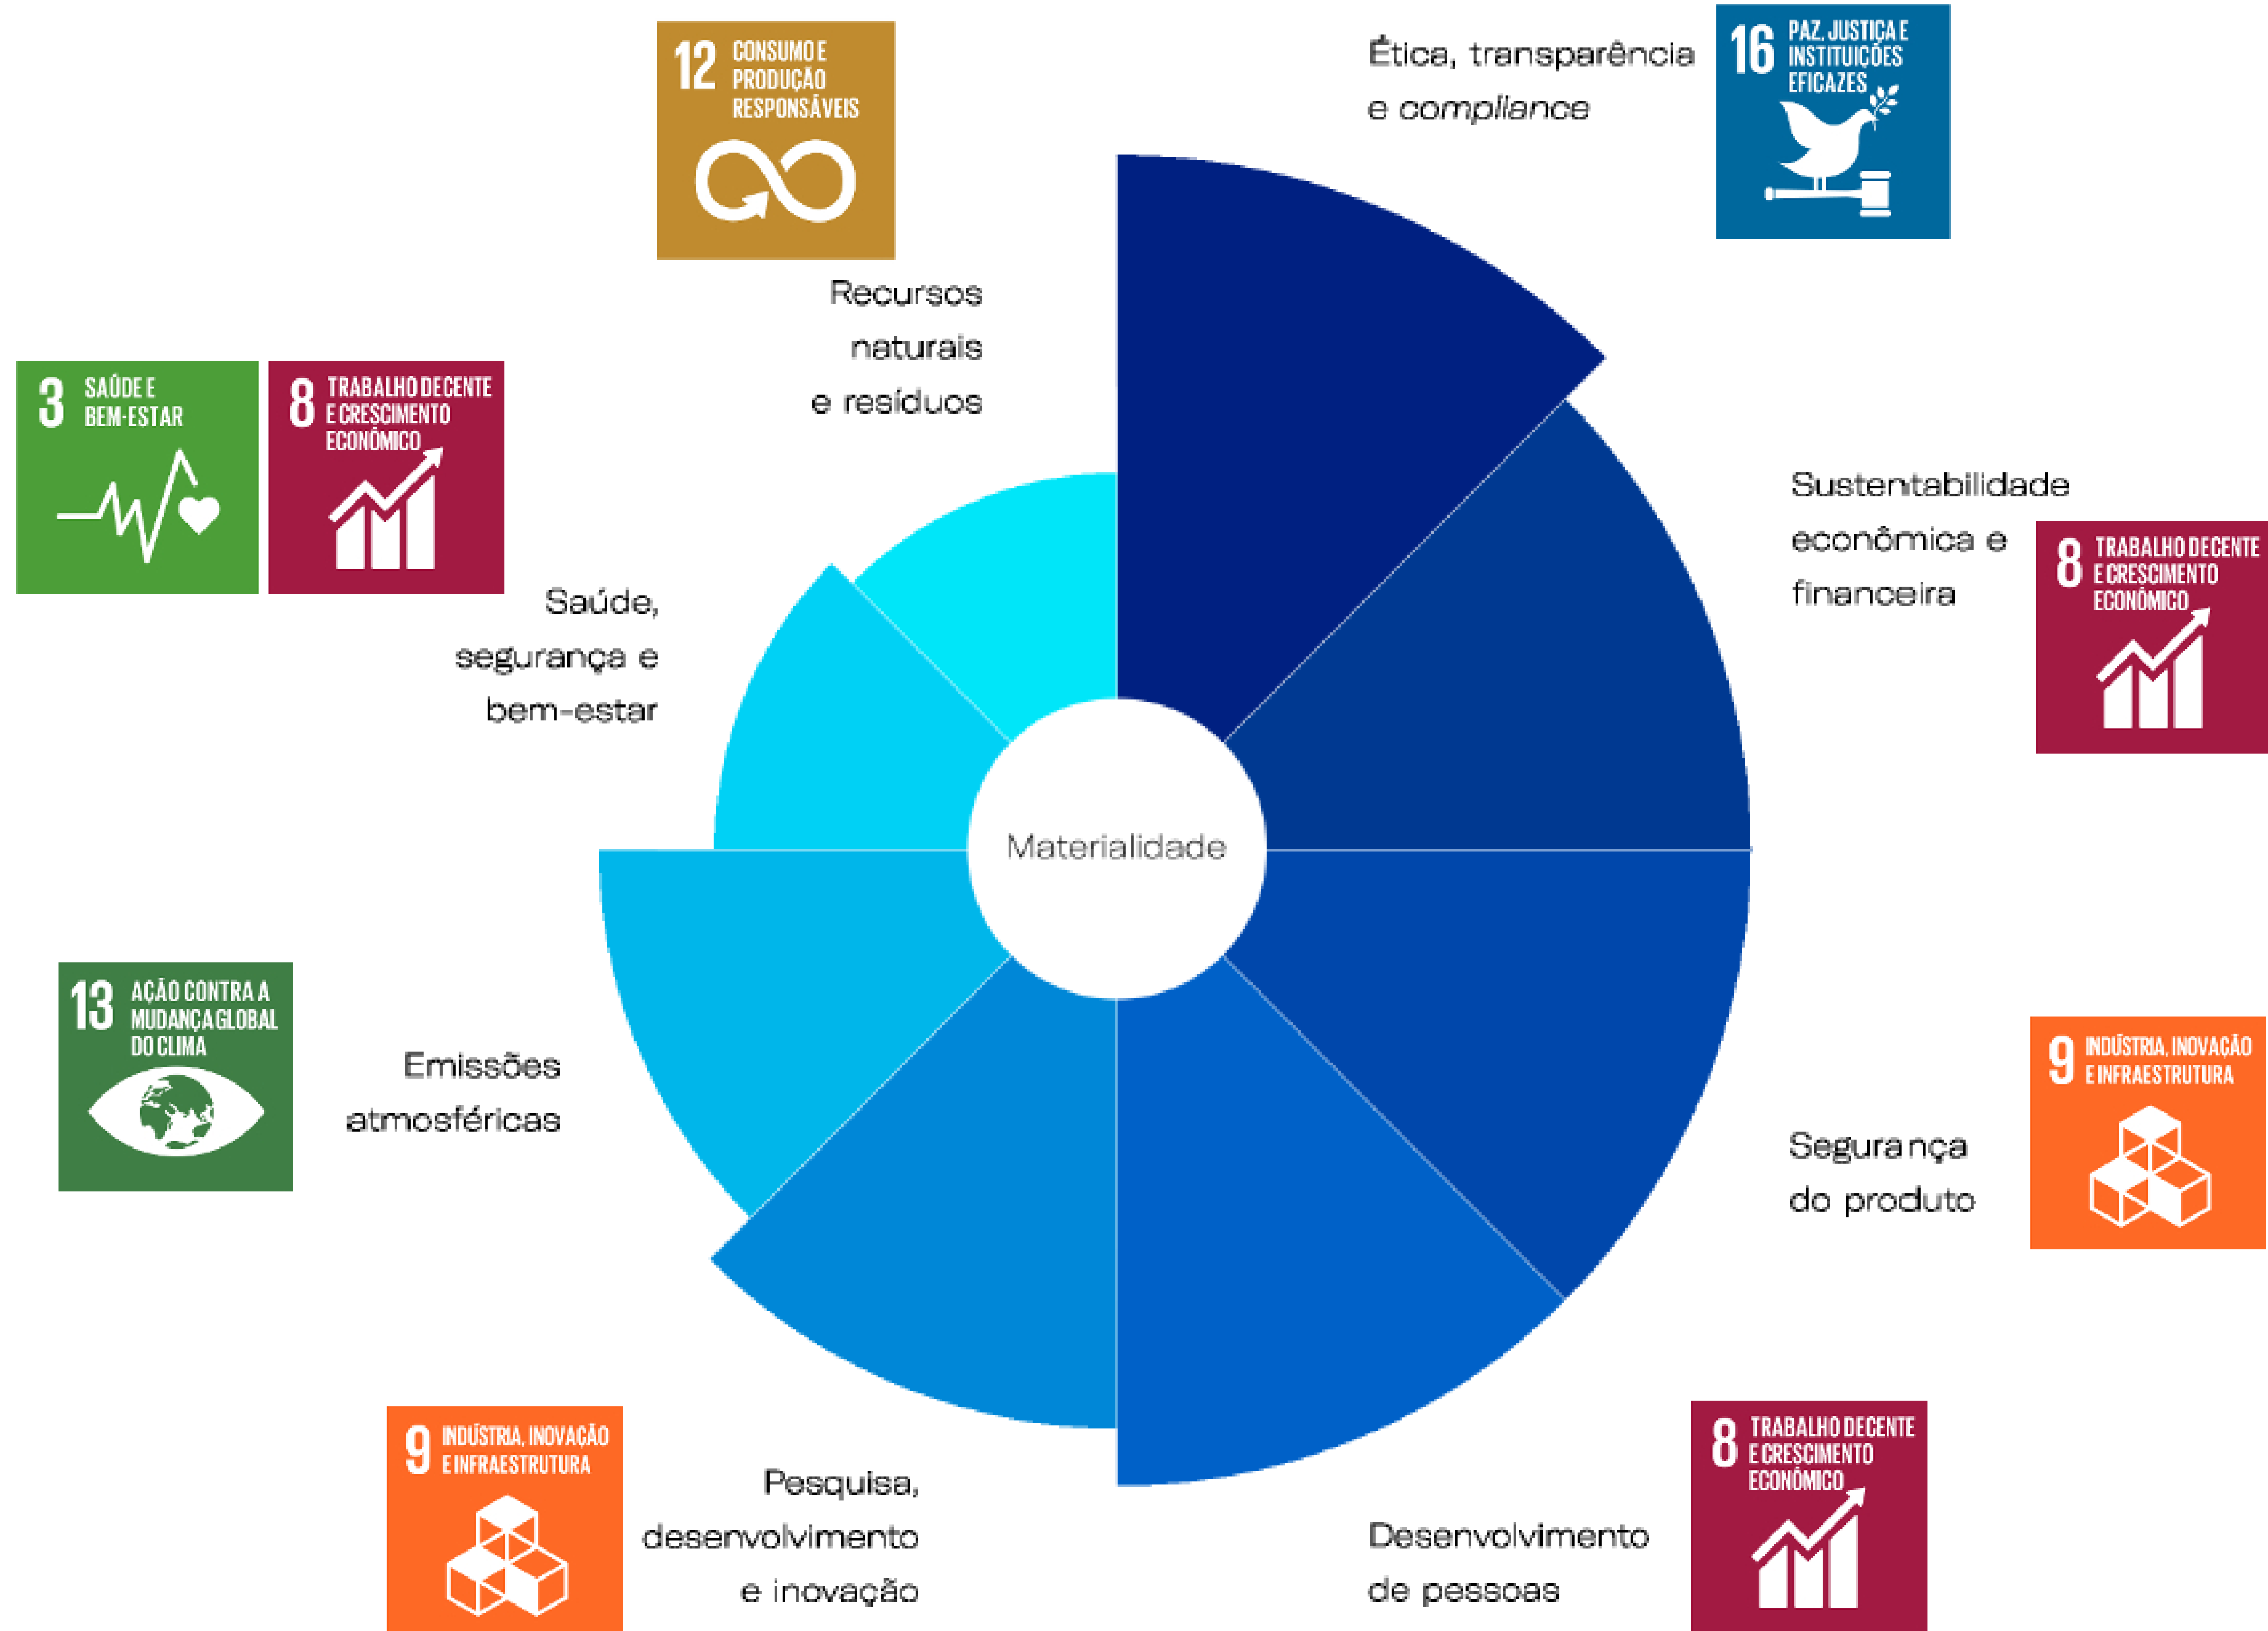 12 CONSUMO E
PRODUÇÃO
RESPONSÁVEIS
Recursos
naturais
e resíduos
Ética, transparência
e compliance
16 PAZ, JUSTIÇA E
INSTITUIÇÕES
EFICAZES
3 SAÚDE E
BEM-ESTAR
8 TRABALHO DECENTE
E CRESCIMENTO
ECONÔMICO
Saúde,
segurança e
bem-estar
Sustentabilidade
econômica e
financeira
8 TRABALHO DECENTE
E CRESCIMENTO
ECONÔMICO
Materialidade
13 AÇÃO CONTRA A
MUDANÇA GLOBAL
DO CLIMA
Emissões
atmosféricas
Segurança
do produto
9 INDÚSTRIA, INOVAÇÃO
E INFRAESTRUTURA
9 INDÚSTRIA, INOVAÇÃO
E INFRAESTRUTURA
Pesquisa,
desenvolvimento
e inovação
Desenvolvimento
de pessoas
8 TRABALHO DECENTE
E CRESCIMENTO
ECONÔMICO